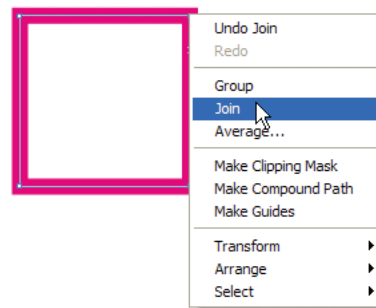 Undo Join
Redo
Group
Join
Average...
Make Clipping Mask
Make Compound Path
Make Guides
Transform
Arrange
Select